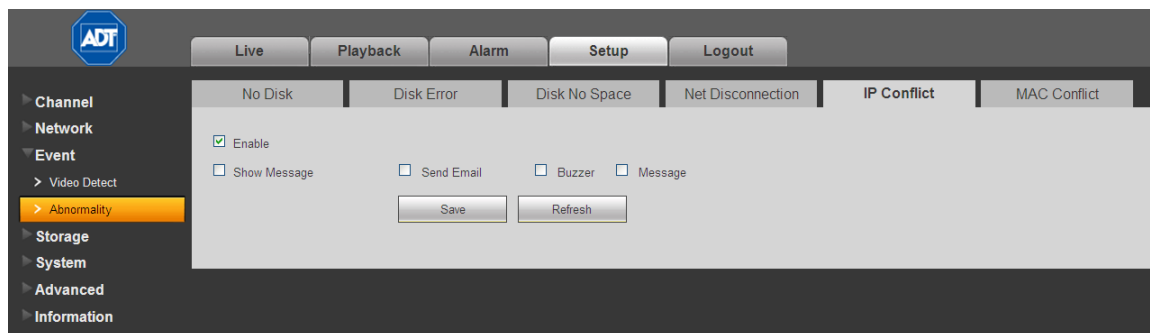 ADT
Live Playback Alarm Setup Logout
No Disk Disk Error Disk No Space Net Disconnection IP Conflict MAC Conflict
Channel
Network
Event
Video Detect
Abnormality
Storage
System
Advanced
Information
Enable
Show Message Send Email Buzzer Message
Save Refresh